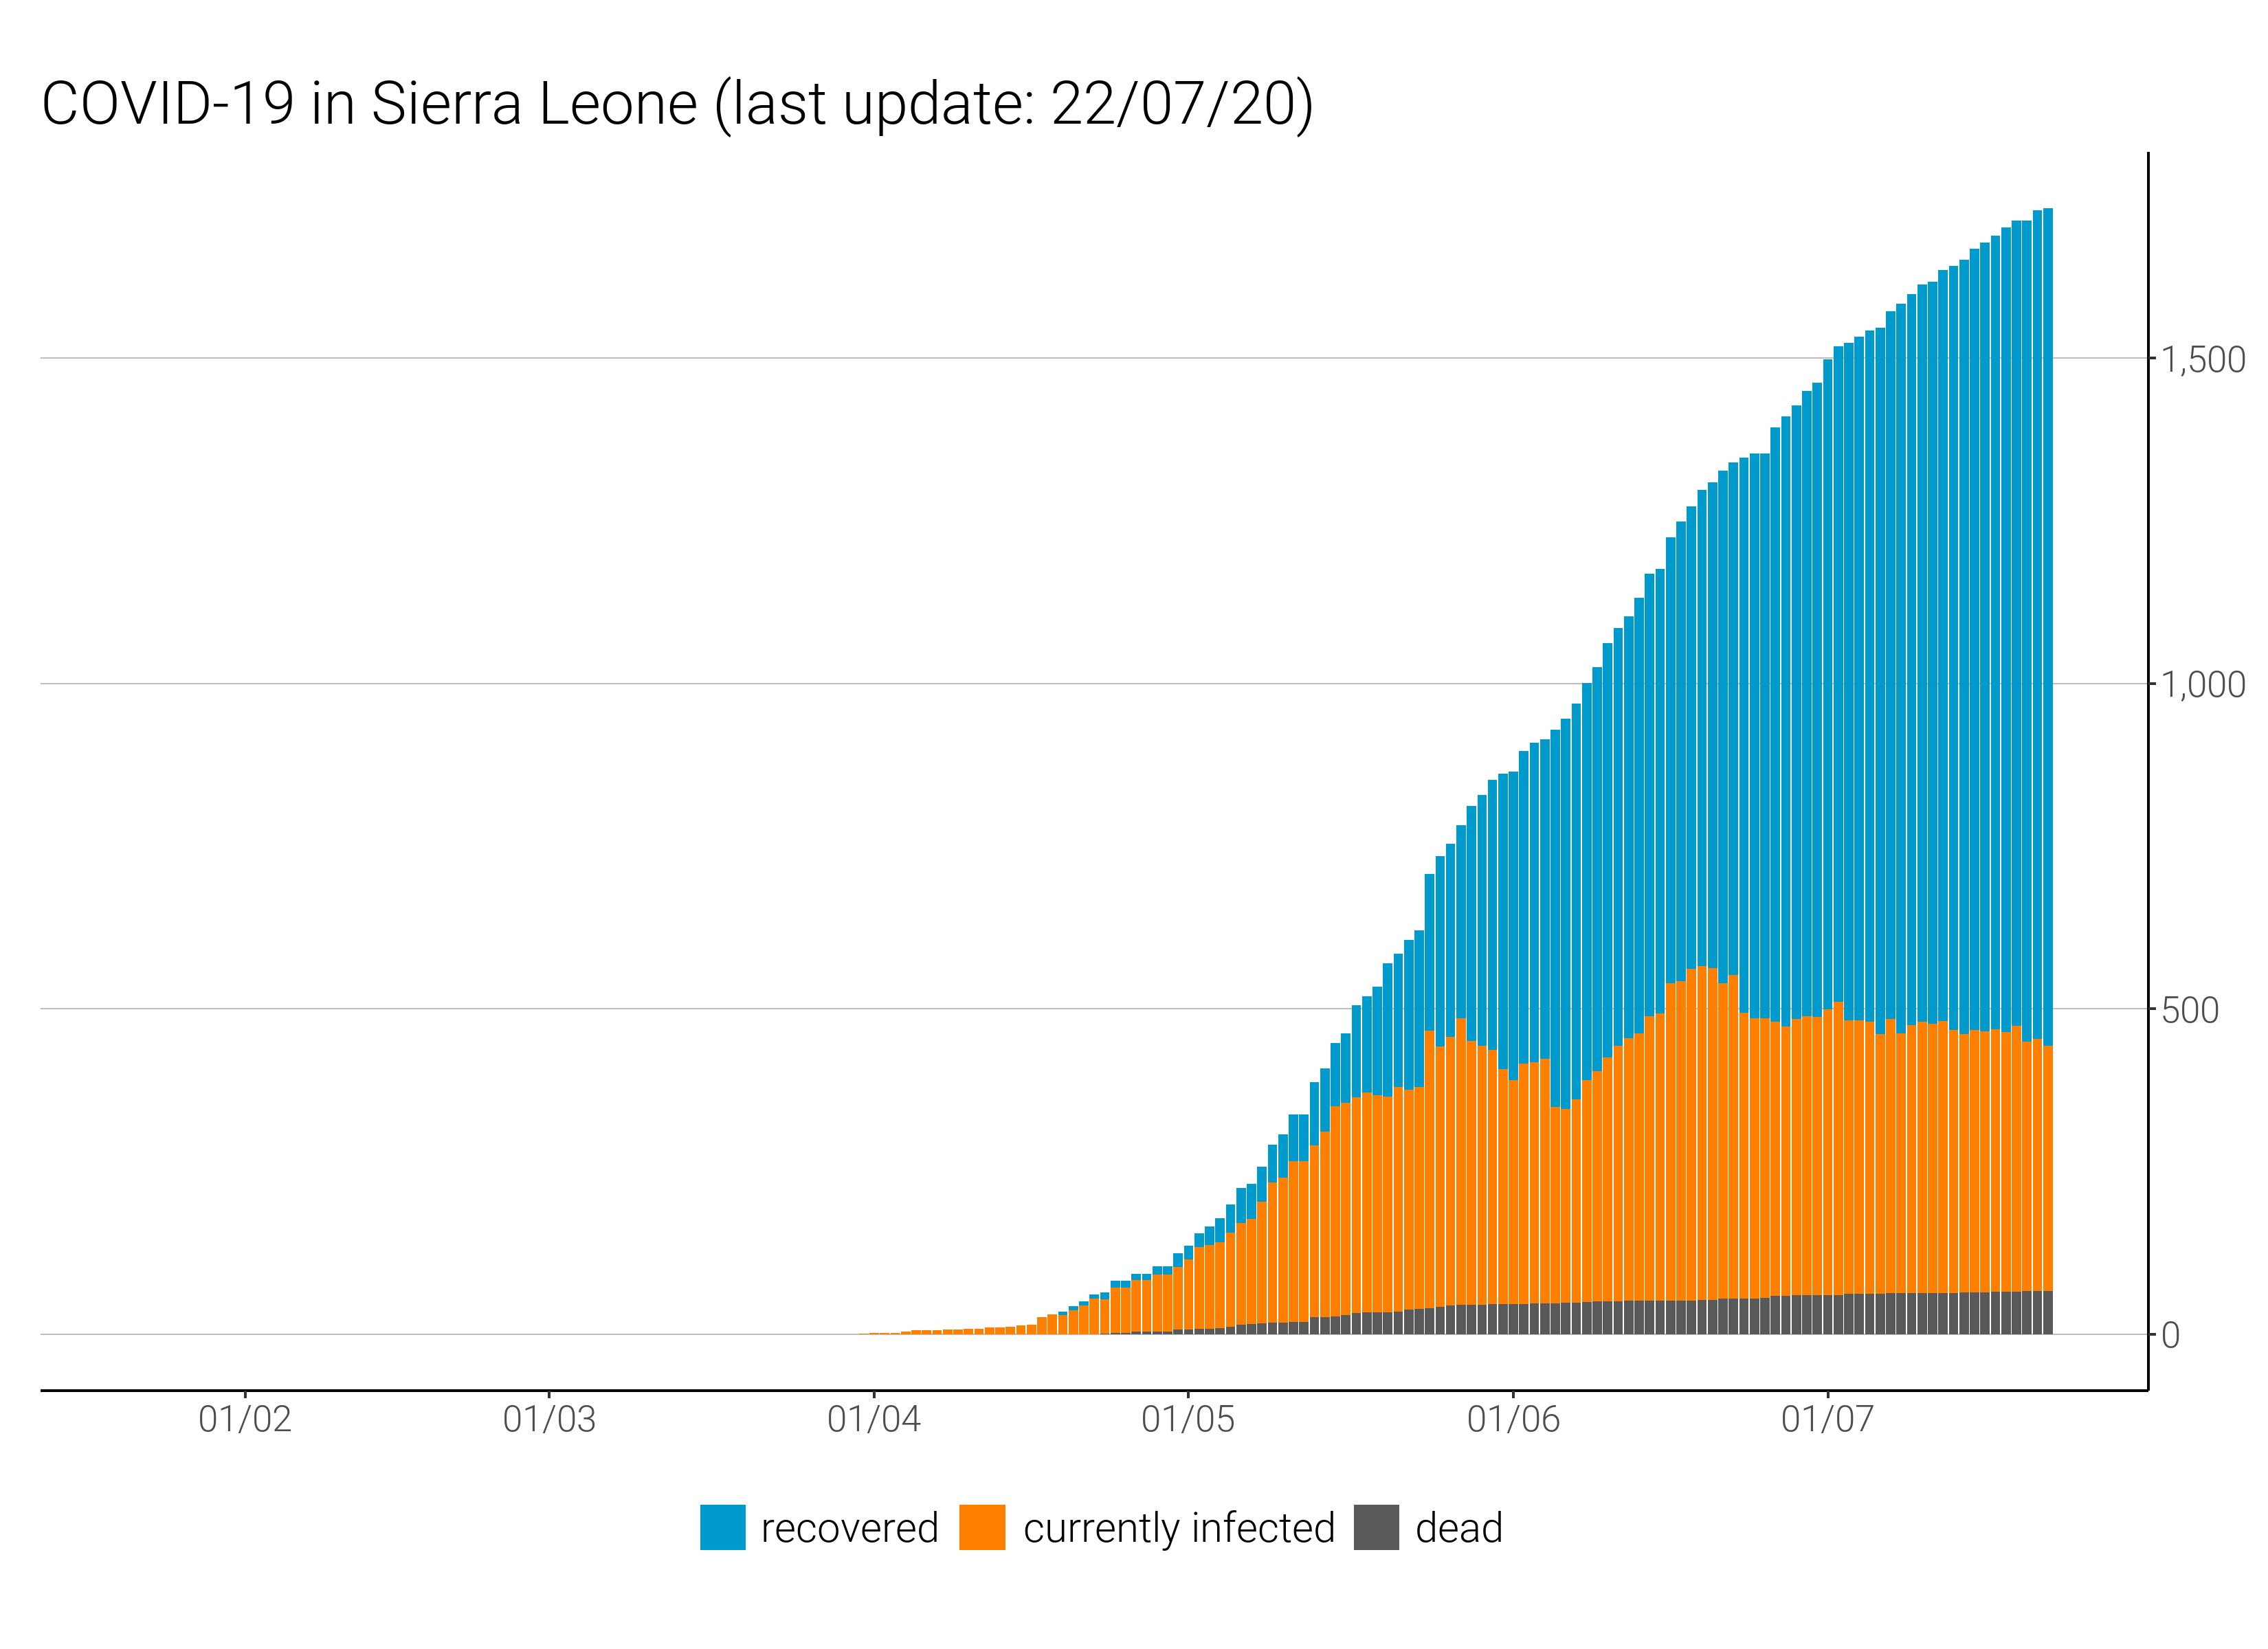 COVID-19 in Sierra Leone (last update: 22/07/20)
1,500
1,000
500
0
01/02 01/03 01/04 01/05 01/06 01/07
recovered currently infected dead